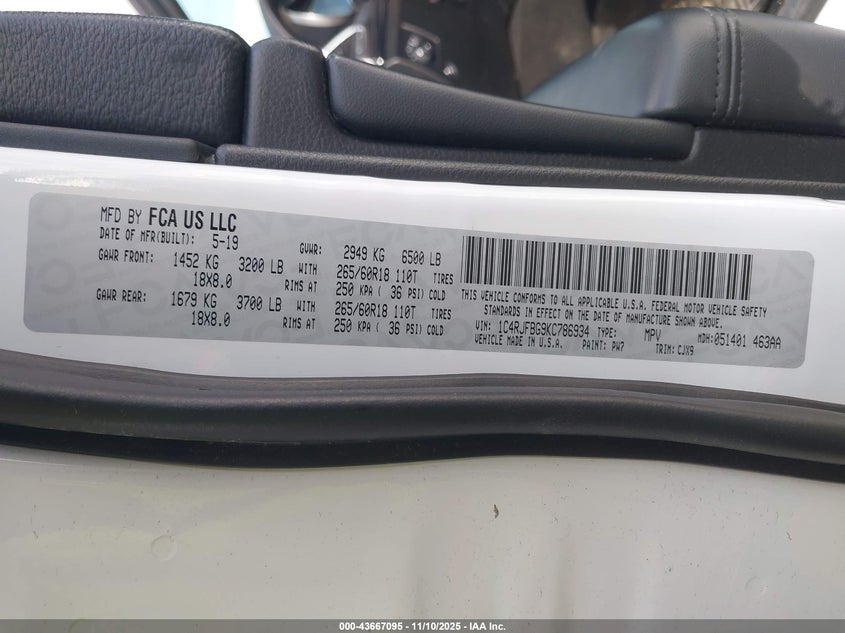 MFD BY FCA US LLC
DATE OF MFR(BUILT): 5-19 GVWR: 2949 KG 6500 LB
GAWR FRONT: 1452 KG 3200 LB WITH 265/60R18 110T TIRES
18X8.0 RIMS AT 250 KPA ( 36 PSI) COLD
GAWR REAR: 1679 KG 3700 LB WITH 265/60R18 110T TIRES
18X8.0 RIMS AT 250 KPA ( 36 PSI) COLD
THIS VEHICLE CONFORMS TO ALL APPLICABLE U.S.A. FEDERAL MOTOR VEHICLE SAFETY
STANDARDS IN EFFECT ON THE DATE OF MANUFACTURE SHOWN ABOVE.
VIN: 1C4RJFBG9KC786934 TYPE: MPV MDH:051401 463AA
VEHICLE MADE IN U.S.A. PAINT: PW7 TRIM: CJX9
000-43667095 - 11/10/2025 - IAA Inc.